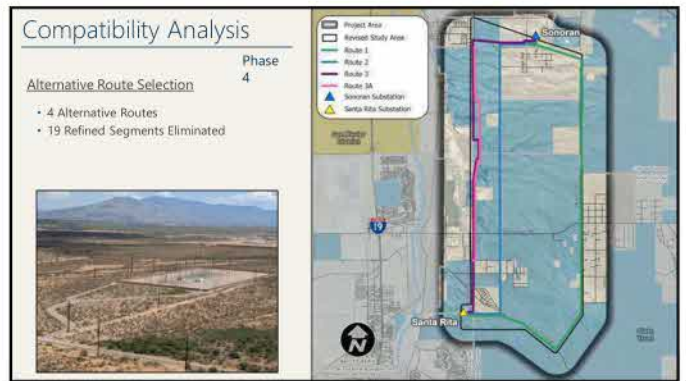 Compatibility Analysis
Phase
4
Alternative Route Selection
• 4 Alternative Routes
• 19 Refined Segments Eliminated
Project Area
Revised Study Area
Route 1
Route 2
Route 3
Route 3A
Sonoran Substation
Santa Rita Substation
Sonoran
19
Santa Rita
N